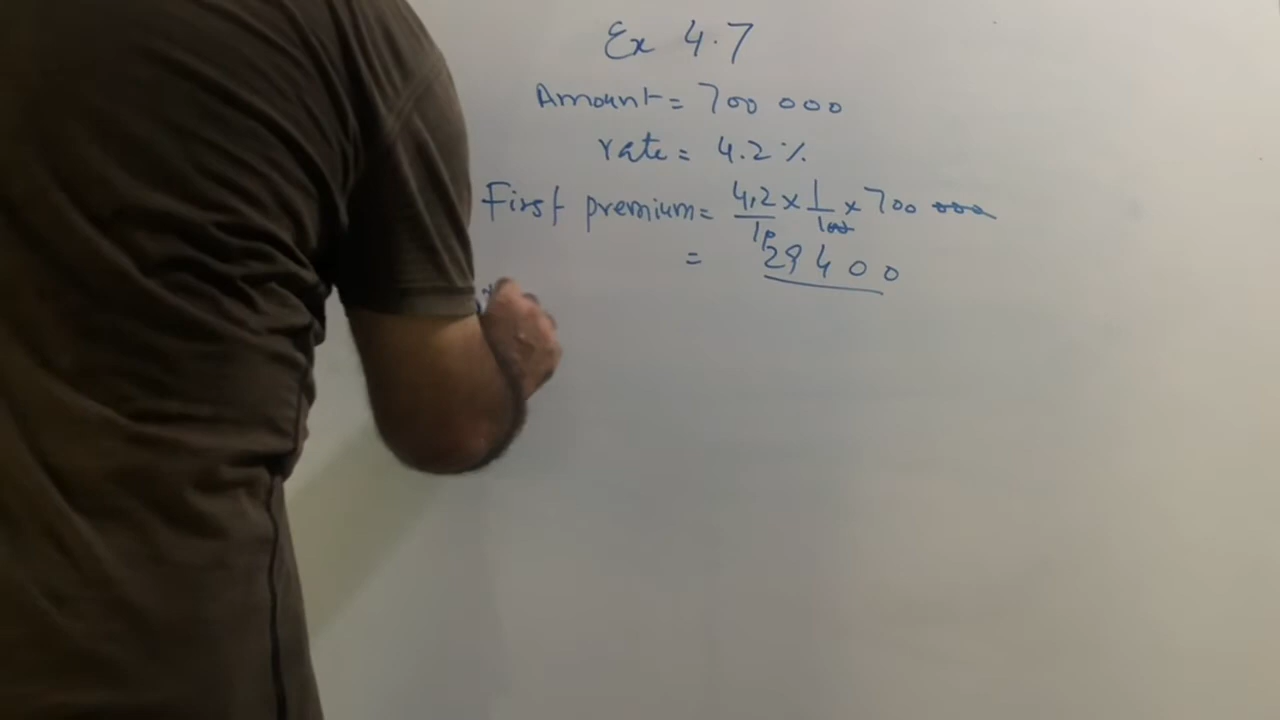 Ex 4.7
Amount = 700 000
rate = 4.2 %
First premium = 4.2/10 × 1/100 × 700 000
= 29400